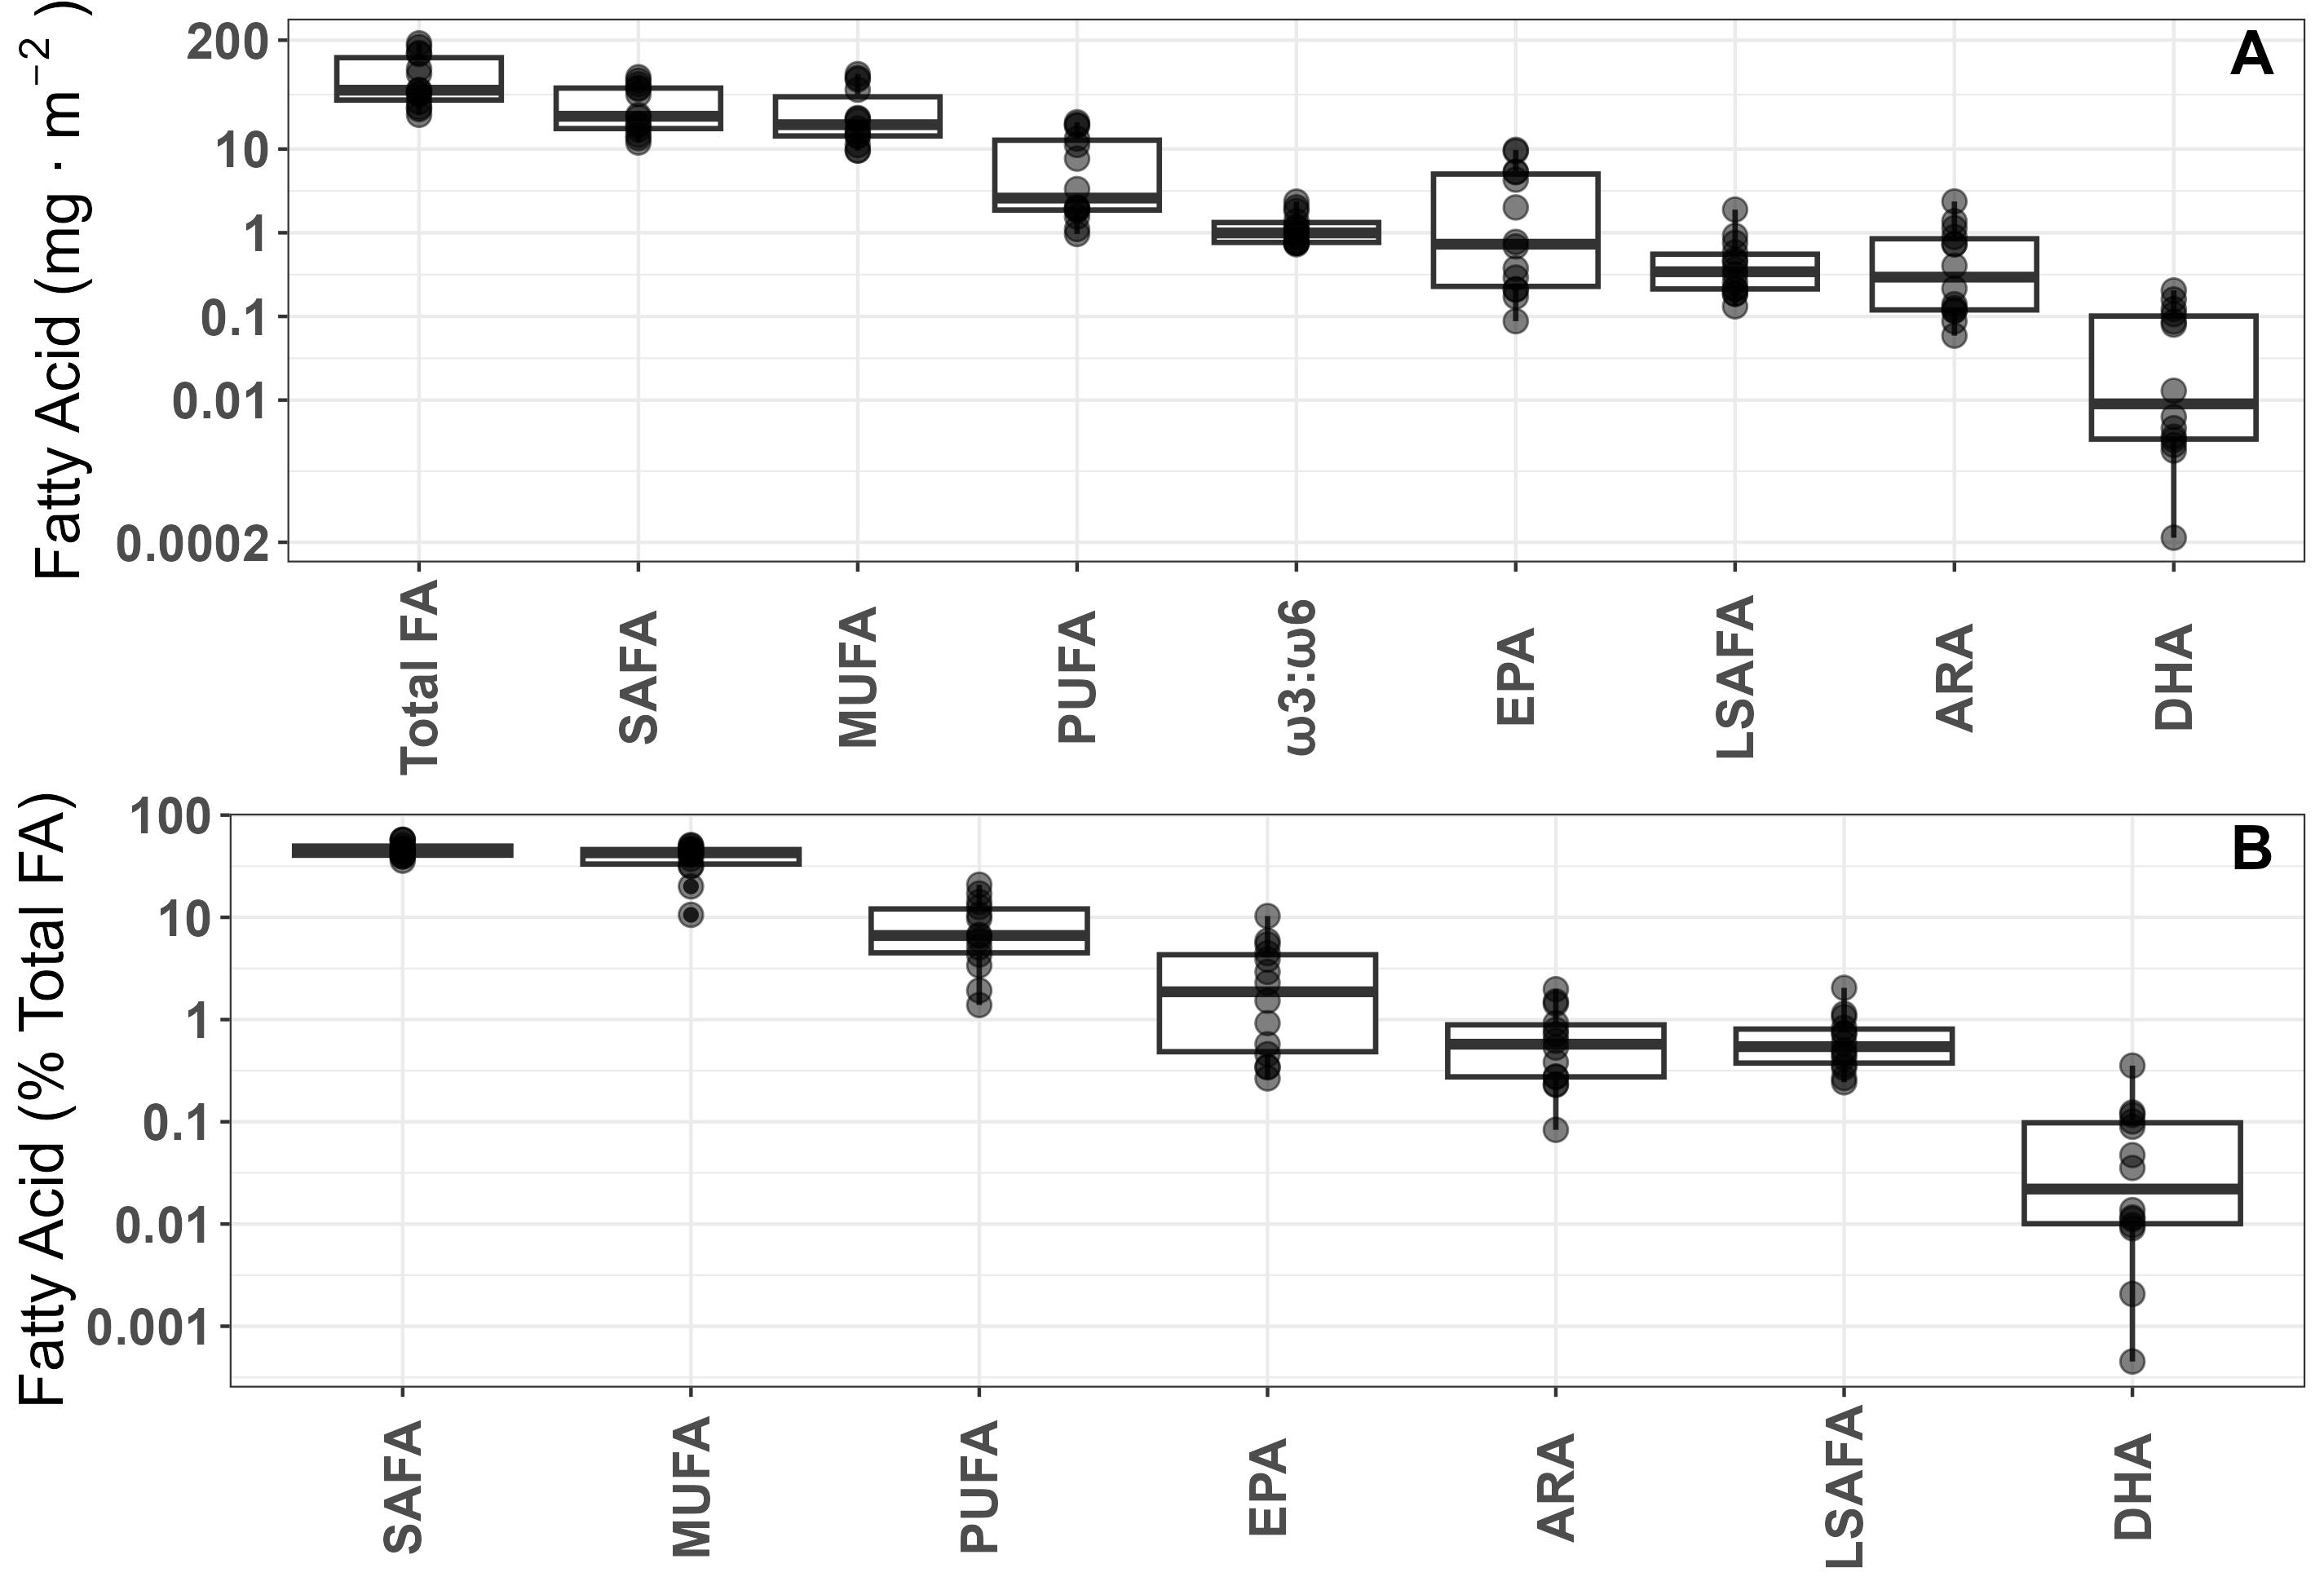 Fatty Acid (mg · m⁻²)
A
200
10
1
0.1
0.01
0.0002
Total FA
SAFA
MUFA
PUFA
ω3:ω6
EPA
LSAFA
ARA
DHA
Fatty Acid (% Total FA)
B
100
10
1
0.1
0.01
0.001
SAFA
MUFA
PUFA
EPA
ARA
LSAFA
DHA